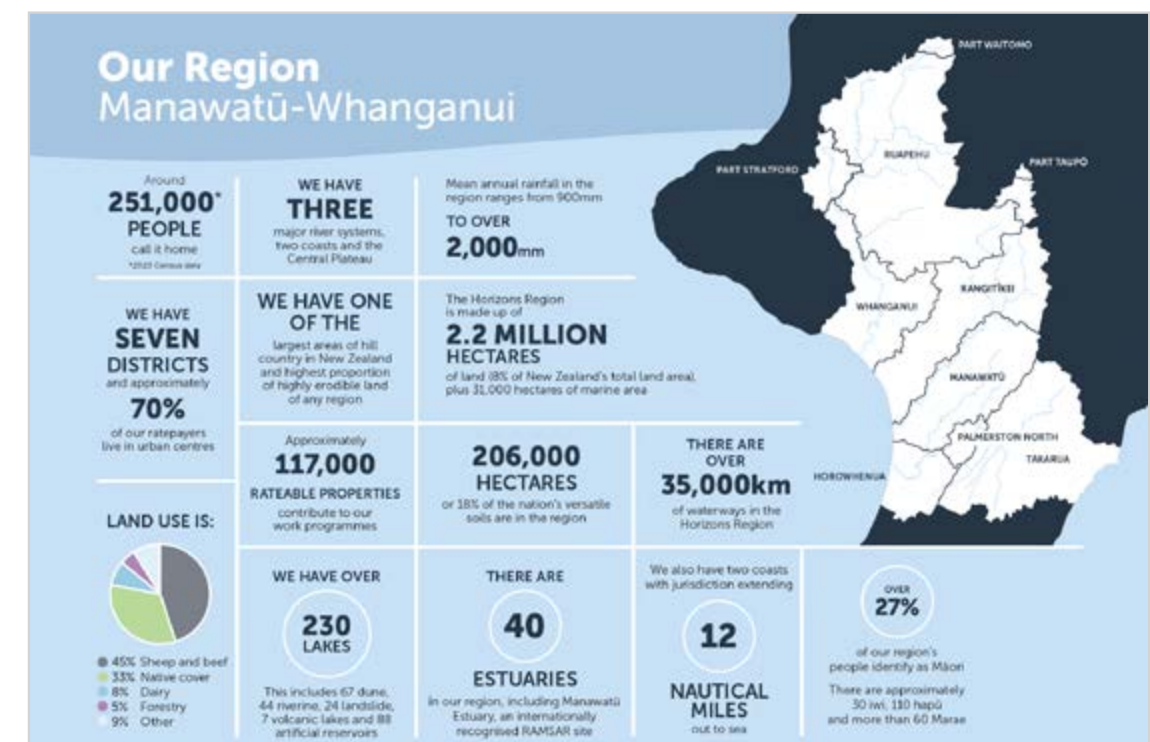 Our Region
Manawatū-Whanganui
Around
251,000*
PEOPLE
call it home
*2023 Census data
WE HAVE
THREE
major river systems,
two coasts and the
Central Plateau
Mean annual rainfall in the
region ranges from 900mm
TO OVER
2,000mm
WE HAVE
SEVEN
DISTRICTS
and approximately
70%
of our ratepayers
live in urban centres
WE HAVE ONE
OF THE
largest areas of hill
country in New Zealand
and highest proportion
of highly erodible land
of any region
The Horizons Region
is made up of
2.2 MILLION
HECTARES
of land (8% of New Zealand's total land area),
plus 31,000 hectares of marine area
Approximately
117,000
RATEABLE PROPERTIES
contribute to our
work programmes
206,000
HECTARES
or 18% of the nation's versatile
soils are in the region
THERE ARE
OVER
35,000km
of waterways in the
Horizons Region
LAND USE IS:
45% Sheep and beef
33% Native cover
8% Dairy
5% Forestry
9% Other
WE HAVE OVER
230
LAKES
This includes 67 dune,
44 riverine, 24 landslide,
7 volcanic lakes and 88
artificial reservoirs
THERE ARE
40
ESTUARIES
in our region, including Manawatū
Estuary, an internationally
recognised RAMSAR site
We also have two coasts
with jurisdiction extending
12
NAUTICAL
MILES
out to sea
OVER
27%
of our region's
people identify as Māori
There are approximately
30 iwi, 110 hapū
and more than 60 Marae
PART WAITOMO
RUAPEHU
PART STRATFORD
PART TAUPŌ
WHANGANUI
RANGITĪKEI
MANAWATŪ
PALMERSTON NORTH
TARARUA
HOROWHENUA